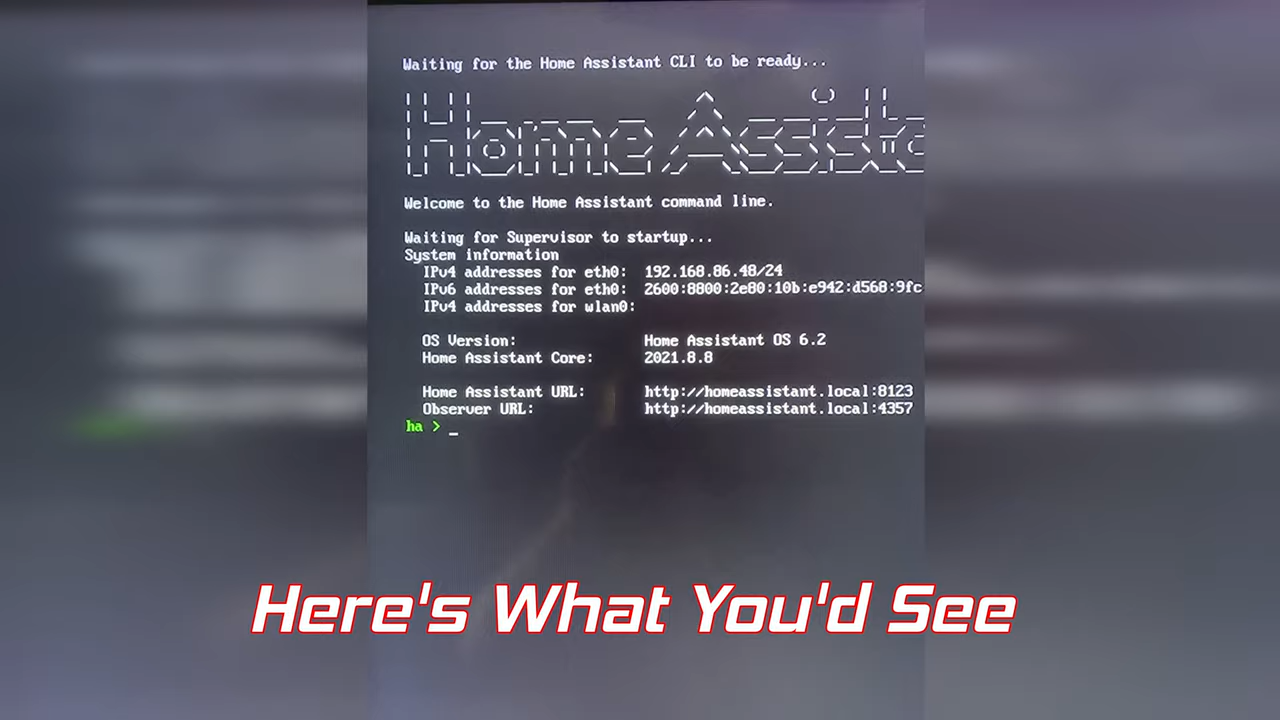 Waiting for the Home Assistant CLI to be ready...
Home Assista
Welcome to the Home Assistant command line.
Waiting for Supervisor to startup...
System information
IPv4 addresses for eth0: 192.168.86.48/24
IPv6 addresses for eth0: 2600:8800:2e80:10b:e942:d568:9fc
IPv4 addresses for wlan0:
OS Version: Home Assistant OS 6.2
Home Assistant Core: 2021.8.8
Home Assistant URL: http://homeassistant.local:8123
Observer URL: http://homeassistant.local:4357
ha > _
Here's What You'd See